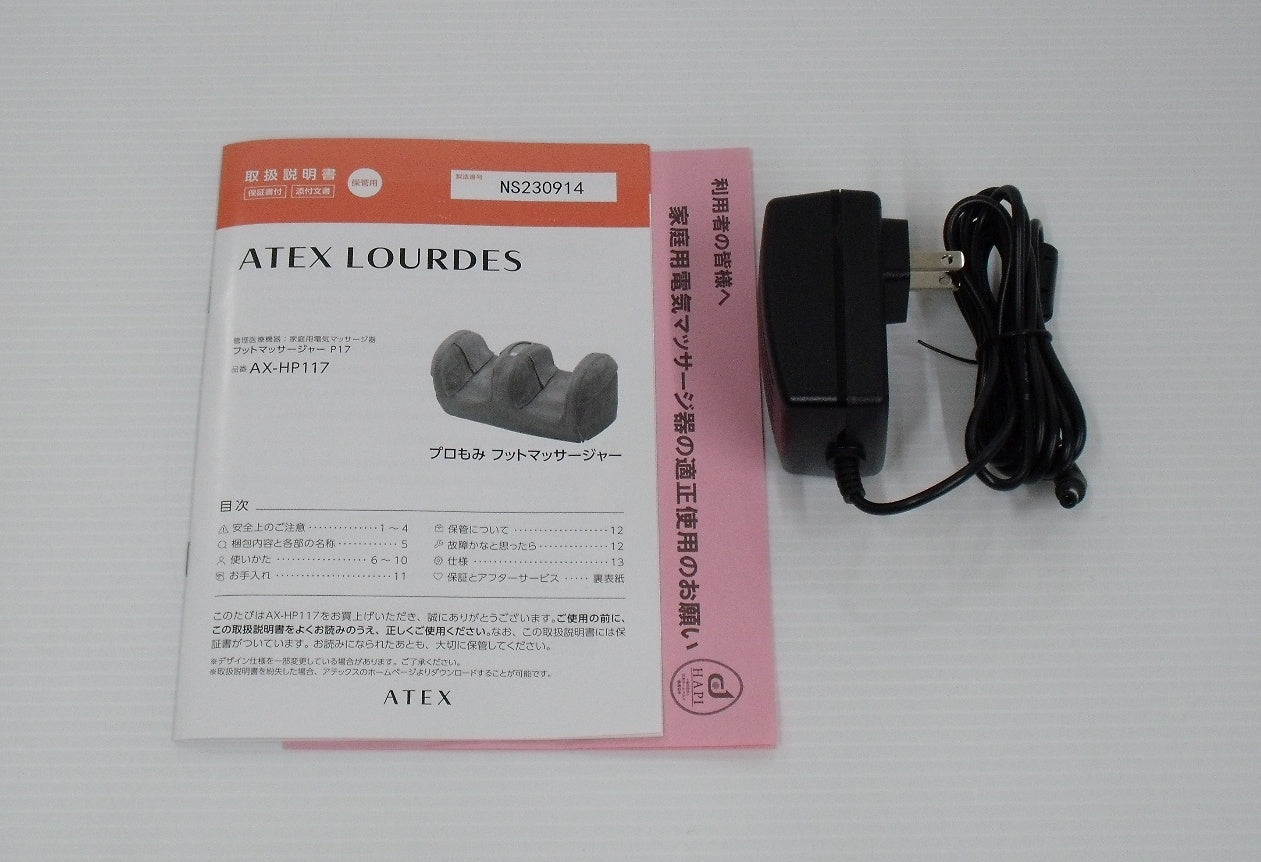 取扱説明書
保証書付 添付文書
保管用
製造番号
NS230914
ATEX LOURDES
管理医療機器：家庭用電気マッサージ器
フットマッサージャー P17
品番 AX-HP117
プロもみ フットマッサージャー
目次
安全上のご注意 ・・・・・・・・・・・・・・ 1～4
梱包内容と各部の名称 ・・・・・・・・・・・・ 5
使いかた ・・・・・・・・・・・・・・・・・・ 6～10
お手入れ ・・・・・・・・・・・・・・・・・・・・ 11
保管について ・・・・・・・・・・・・・・・・・・ 12
故障かなと思ったら ・・・・・・・・・・・・・ 12
仕様 ・・・・・・・・・・・・・・・・・・・・・・・・・ 13
保証とアフターサービス ・・・・・ 裏表紙
このたびはAX-HP117をお買上げいただき、誠にありがとうございます。ご使用の前に、
この取扱説明書をよくお読みのうえ、正しくご使用ください。なお、この取扱説明書には保
証書がついています。お読みになられたあとも、大切に保管してください。
※デザイン仕様を一部変更している場合があります。ご了承ください。
※取扱説明書を紛失した場合、アテックスのホームページよりダウンロードすることが可能です。
ATEX
利用者の皆様へ
家庭用電気マッサージ器の適正使用のお願い
HAPI